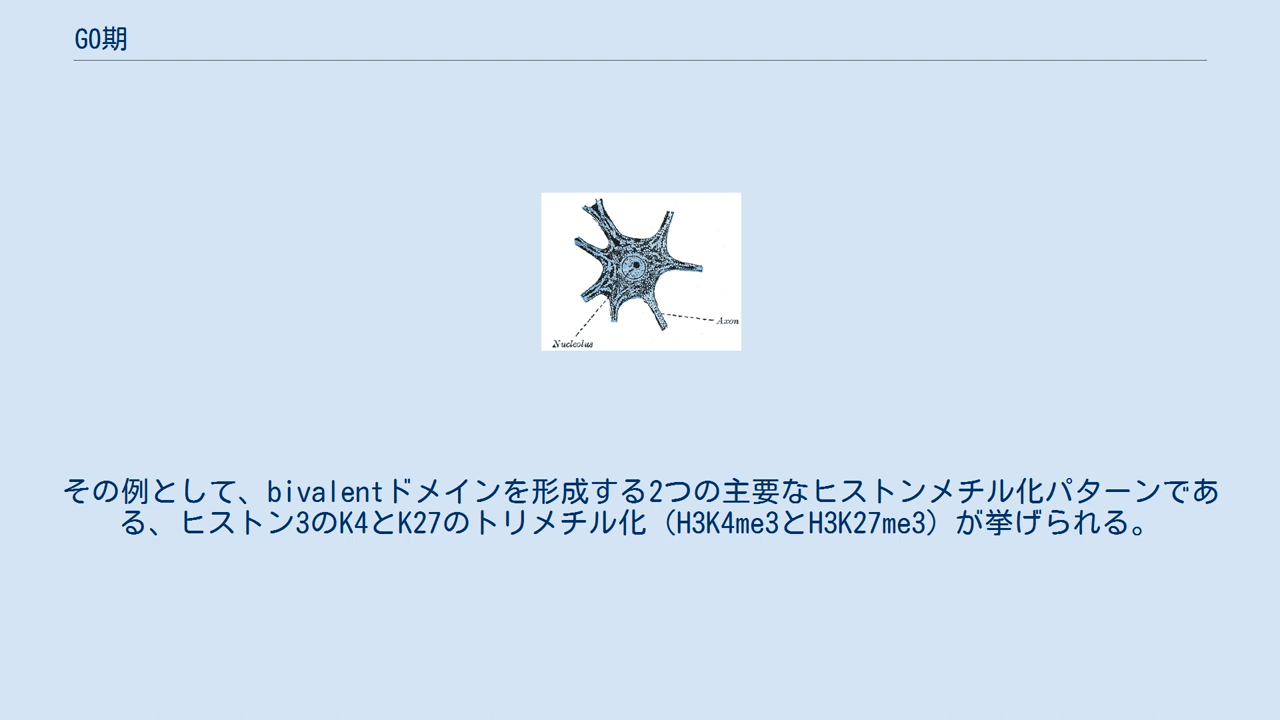 G0期
Axon
Nucleolus
その例として、bivalentドメインを形成する2つの主要なヒストンメチル化パターンであ
る、ヒストン3のK4とK27のトリメチル化（H3K4me3とH3K27me3）が挙げられる。